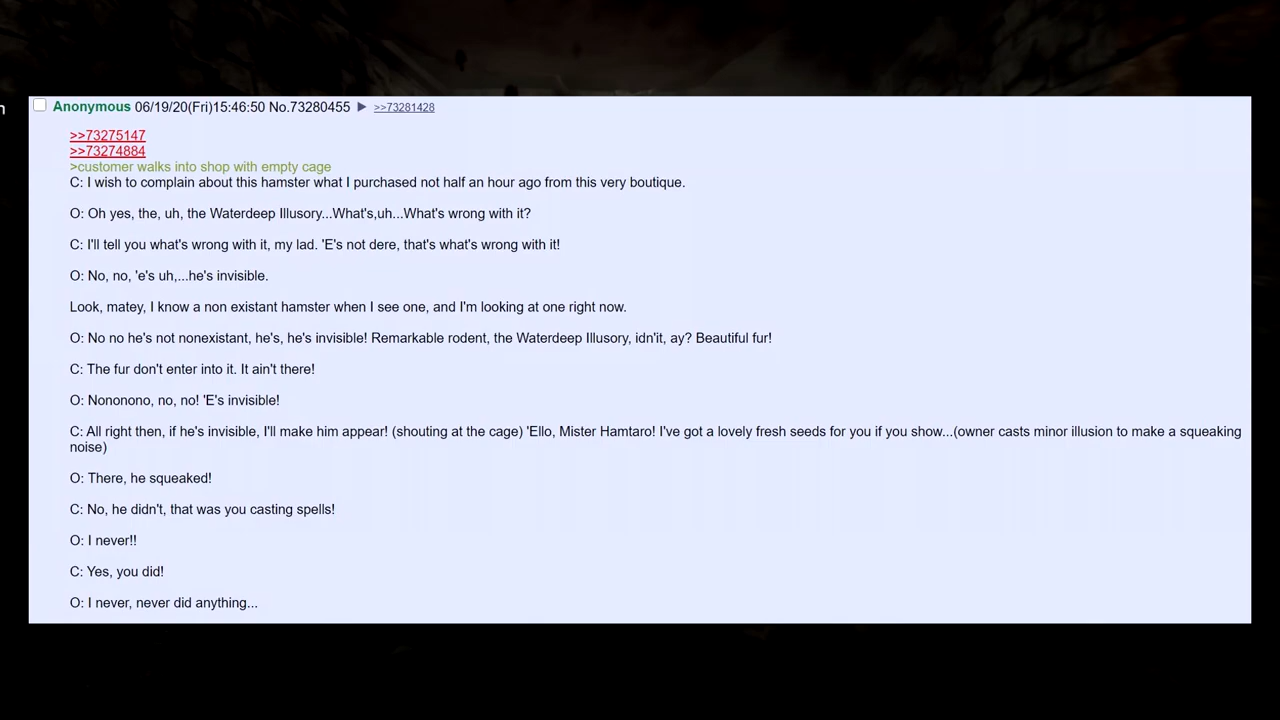 n
Anonymous 06/19/20(Fri)15:46:50 No.73280455 ▶ >>73281428
>>73275147
>>73274884
>customer walks into shop with empty cage
C: I wish to complain about this hamster what I purchased not half an hour ago from this very boutique.
O: Oh yes, the, uh, the Waterdeep Illusory...What's,uh...What's wrong with it?
C: I'll tell you what's wrong with it, my lad. 'E's not dere, that's what's wrong with it!
O: No, no, 'e's uh,...he's invisible.
Look, matey, I know a non existant hamster when I see one, and I'm looking at one right now.
O: No no he's not nonexistant, he's, he's invisible! Remarkable rodent, the Waterdeep Illusory, idn'it, ay? Beautiful fur!
C: The fur don't enter into it. It ain't there!
O: Nononono, no, no! 'E's invisible!
C: All right then, if he's invisible, I'll make him appear! (shouting at the cage) 'Ello, Mister Hamtaro! I've got a lovely fresh seeds for you if you show...(owner casts minor illusion to make a squeaking
noise)
O: There, he squeaked!
C: No, he didn't, that was you casting spells!
O: I never!!
C: Yes, you did!
O: I never, never did anything...